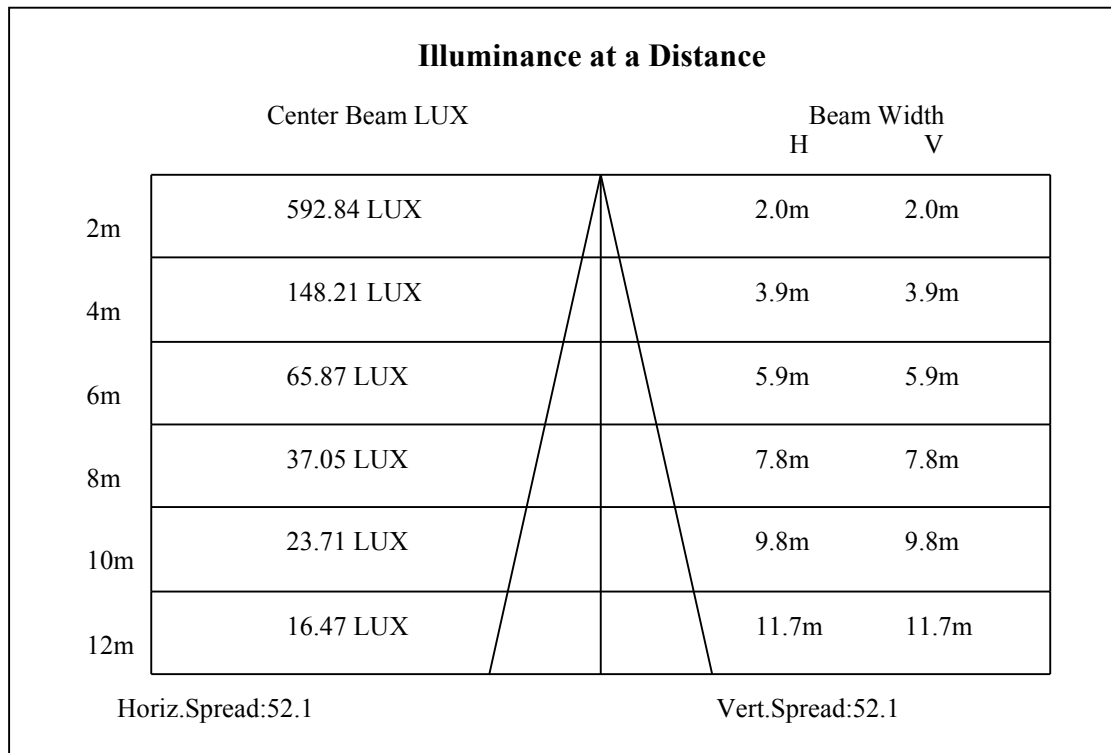 Illuminance at a Distance
Center Beam LUX Beam Width
H V
592.84 LUX 2.0m 2.0m
2m
148.21 LUX 3.9m 3.9m
4m
65.87 LUX 5.9m 5.9m
6m
37.05 LUX 7.8m 7.8m
8m
23.71 LUX 9.8m 9.8m
10m
16.47 LUX 11.7m 11.7m
12m
Horiz.Spread:52.1 Vert.Spread:52.1